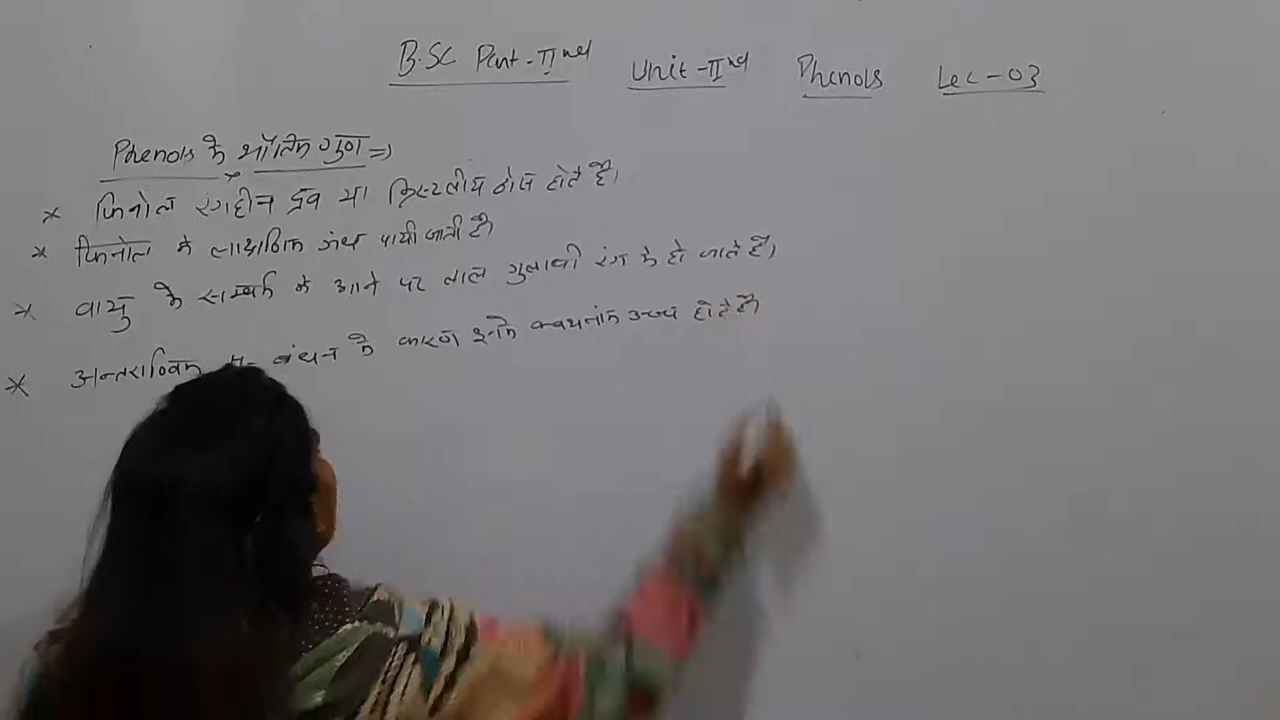 B.SC Part-IInd Unit-IInd Phenols Lec-03
Phenols के भौतिक गुण =>
* फिनोल रंगहीन द्रव या क्रिस्टलीय ठोस होते है।
* फिनोल मे लाक्षणिक गंध पायी जाती है
* वायु के सम्पर्क मे आने पर लाल गुलाबी रंग के हो जाते है।
* अन्तराण्विक H- बंधन के कारण इनके क्वथनांक उच्च होते है